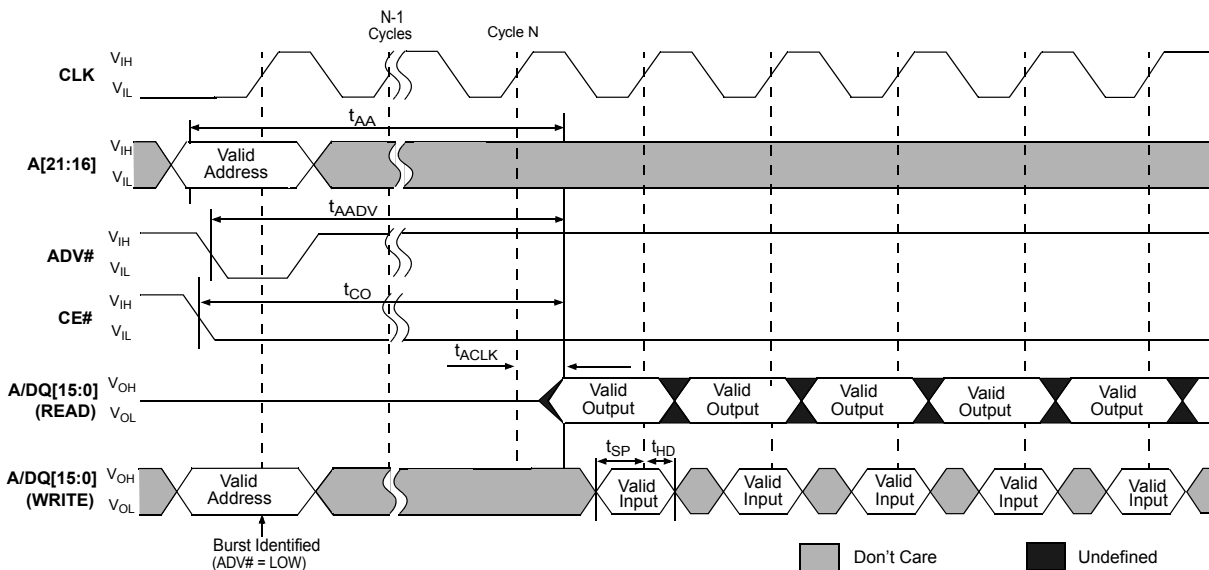 N-1
Cycles
Cycle N
CLK
VIH
VIL
tAA
A[21:16]
VIH
VIL
Valid
Address
tAADV
ADV#
VIH
VIL
tCO
CE#
VIH
VIL
tACLK
A/DQ[15:0]
(READ)
VOH
VOL
Valid
Output
Valid
Output
Valid
Output
Valid
Output
Valid
Output
tSP
tHD
A/DQ[15:0]
(WRITE)
VOH
VOL
Valid
Address
Valid
Input
Valid
Input
Valid
Input
Valid
Input
Valid
Input
Burst Identified
(ADV# = LOW)
Don't Care
Undefined